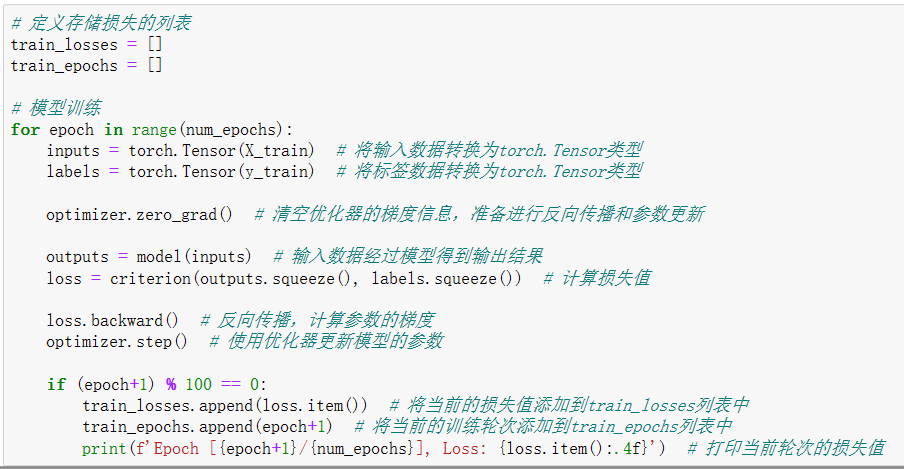 # 定义存储损失的列表
train_losses = []
train_epochs = []
# 模型训练
for epoch in range(num_epochs):
    inputs = torch.Tensor(X_train)  # 将输入数据转换为torch.Tensor类型
    labels = torch.Tensor(y_train)  # 将标签数据转换为torch.Tensor类型
    optimizer.zero_grad()  # 清空优化器的梯度信息，准备进行反向传播和参数更新
    outputs = model(inputs)  # 输入数据经过模型得到输出结果
    loss = criterion(outputs.squeeze(), labels.squeeze())  # 计算损失值
    loss.backward()  # 反向传播，计算参数的梯度
    optimizer.step()  # 使用优化器更新模型的参数
    if (epoch+1) % 100 == 0:
        train_losses.append(loss.item())  # 将当前的损失值添加到train_losses列表中
        train_epochs.append(epoch+1)  # 将当前的训练轮次添加到train_epochs列表中
        print(f'Epoch [{epoch+1}/{num_epochs}], Loss: {loss.item():.4f}')  # 打印当前轮次的损失值